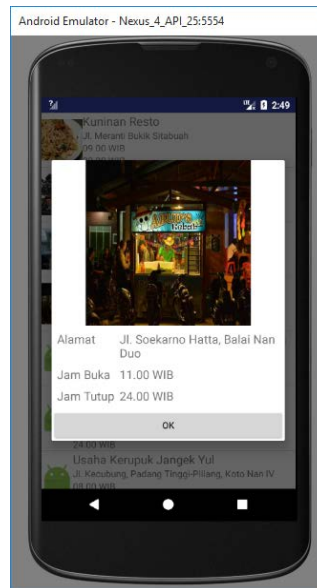 Android Emulator - Nexus_4_API_25:5554
2:49
Kuninan Resto
Jl. Meranti Bukik Sitabuah
09.00 WIB
Alamat Jl. Soekarno Hatta, Balai Nan
Duo
Jam Buka 11.00 WIB
Jam Tutup 24.00 WIB
OK
24.00 WIB
Usaha Kerupuk Jangek Yul
Jl. Kecubung, Padang Tinggi-Piliang, Koto Nan IV
08.00 WIB